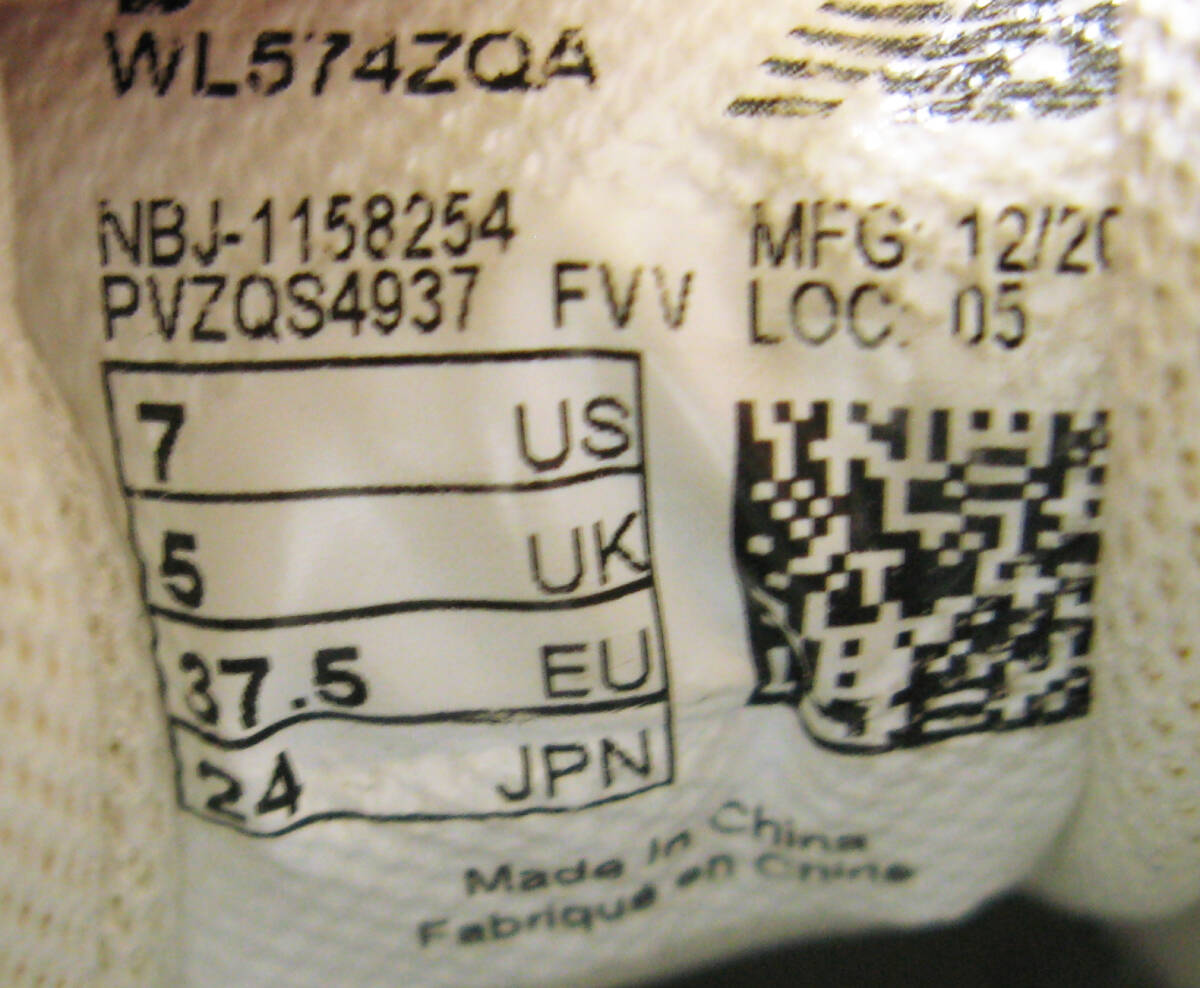 WL574ZQA
NBJ-1158254
PVZQS4937 FVV
MFG: 12/20
LOC: 05
7 US
5 UK
37.5 EU
24 JPN
Made in China
Fabriqué en Chine